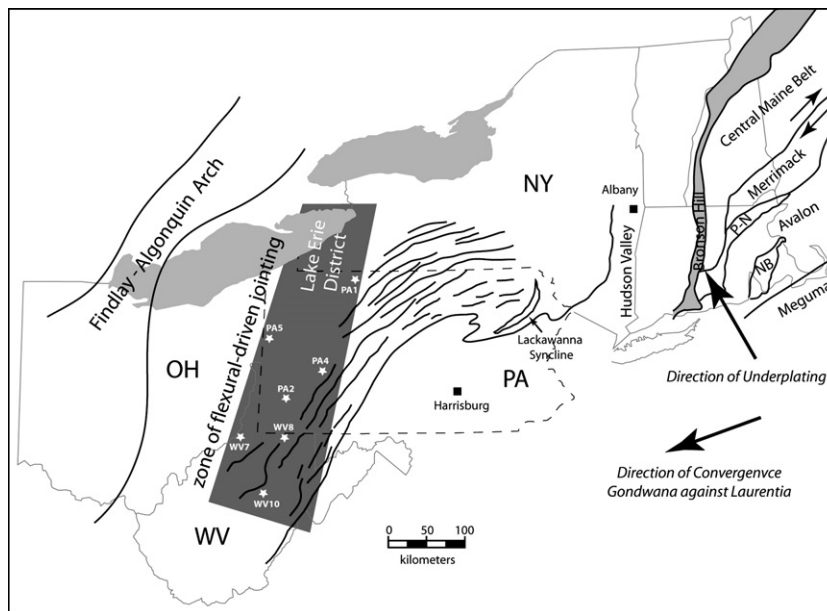 Findlay - Algonquin Arch
zone of flexural-driven jointing
Lake Erie
District
NY
OH
PA
WV
PA1
PA5
PA4
PA2
WV8
WV7
WV10
Lackawanna
Syncline
Harrisburg
Albany
Hudson Valley
Bronson Hill
Central Maine Belt
Merrimack
P-N
Avalon
NB
Meguma
Direction of Underplating
Direction of Convergenvce
Gondwana against Laurentia
0 50 100
kilometers